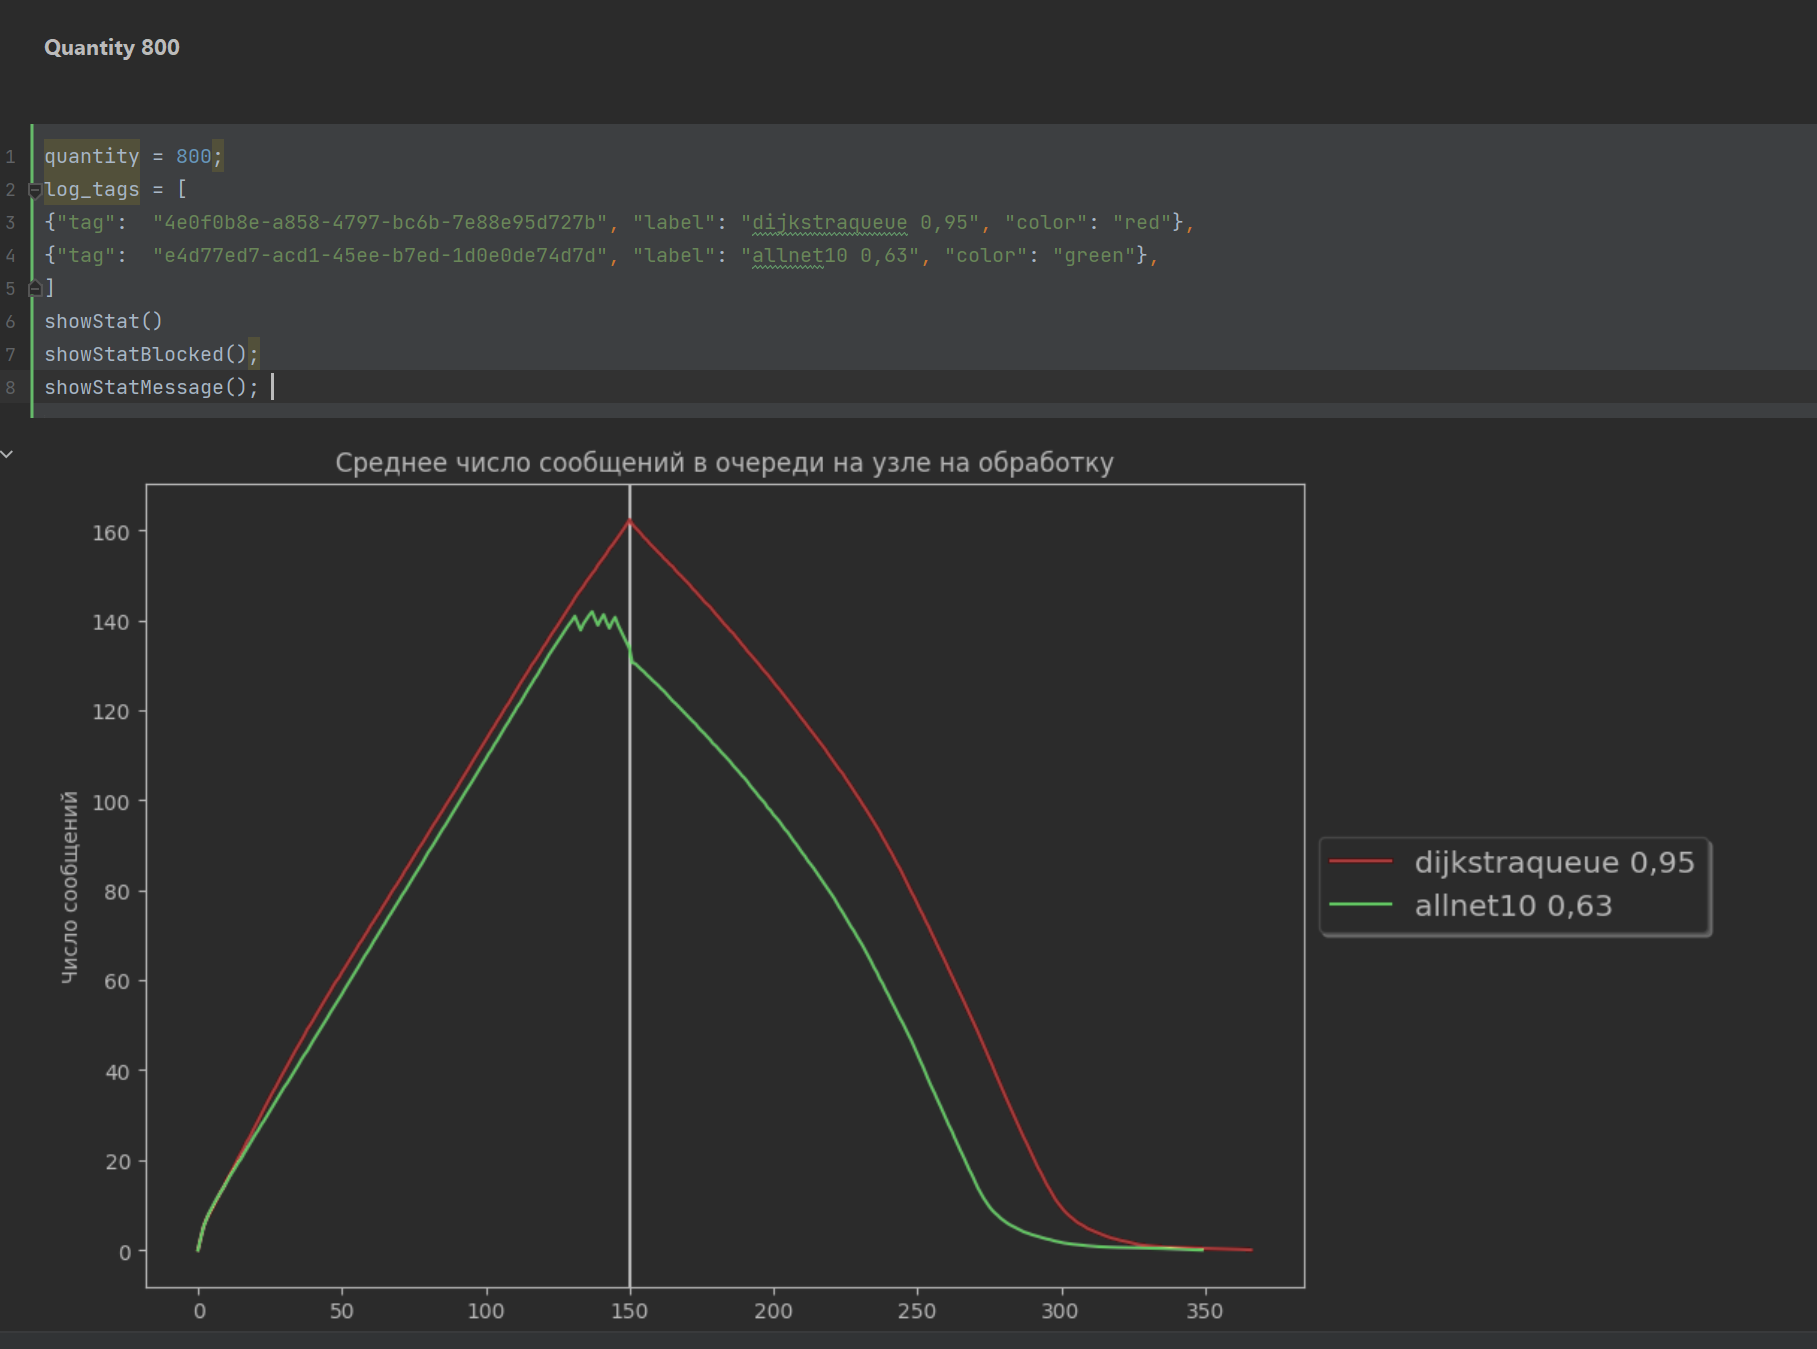 Quantity 800
1 quantity = 800;
2 log_tags = [
3 {"tag":  "4e0f0b8e-a858-4797-bc6b-7e88e95d727b", "label": "dijkstraqueue 0,95", "color": "red"},
4 {"tag":  "e4d77ed7-acd1-45ee-b7ed-1d0e0de74d7d", "label": "allnet10 0,63", "color": "green"},
5 ]
6 showStat()
7 showStatBlocked();
8 showStatMessage();
Среднее число сообщений в очереди на узле на обработку
160
140
120
100
80
60
40
20
0
Число сообщений
0 50 100 150 200 250 300 350
dijkstraqueue 0,95
allnet10 0,63